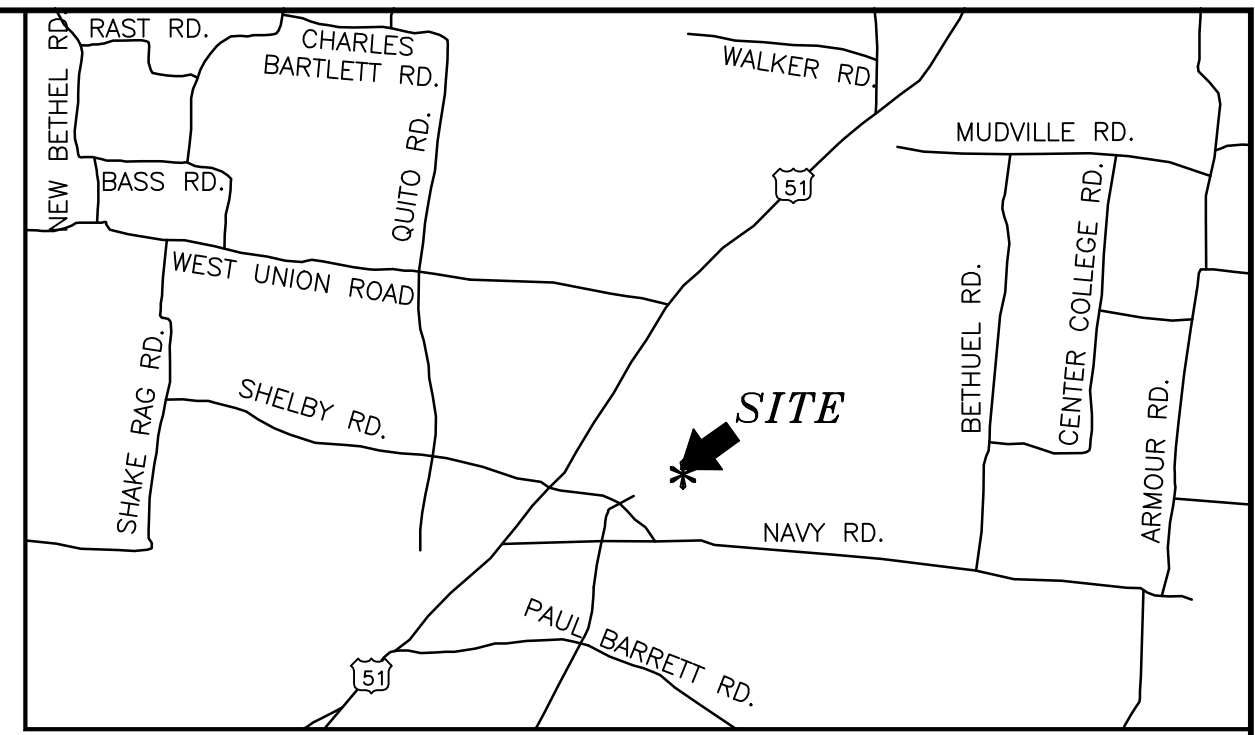 RAST RD.
NEW BETHEL RD.
CHARLES
BARTLETT RD.
WALKER RD.
MUDVILLE RD.
QUITO RD.
51
BASS RD.
WEST UNION ROAD
CENTER COLLEGE RD.
BETHUEL RD.
SHAKE RAG RD.
SHELBY RD.
SITE
ARMOUR RD.
NAVY RD.
PAUL BARRETT RD.
51